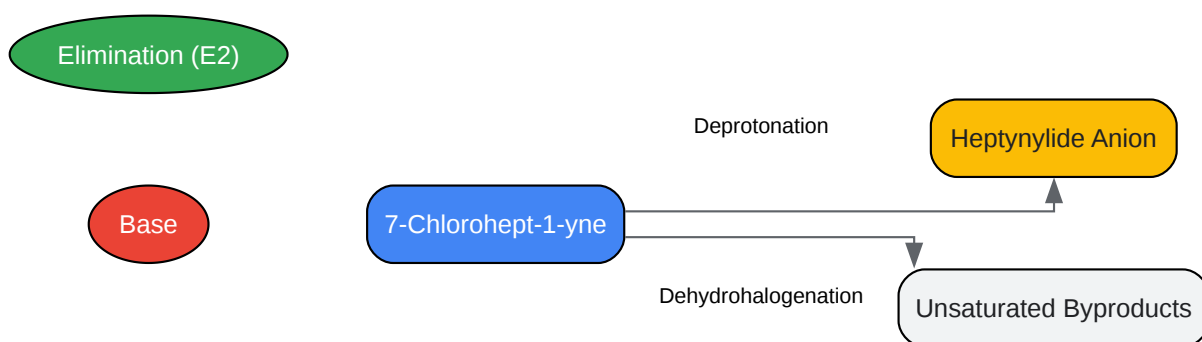 Elimination (E2)
Deprotonation
Heptynylide Anion
Base
7-Chlorohept-1-yne
Dehydrohalogenation
Unsaturated Byproducts